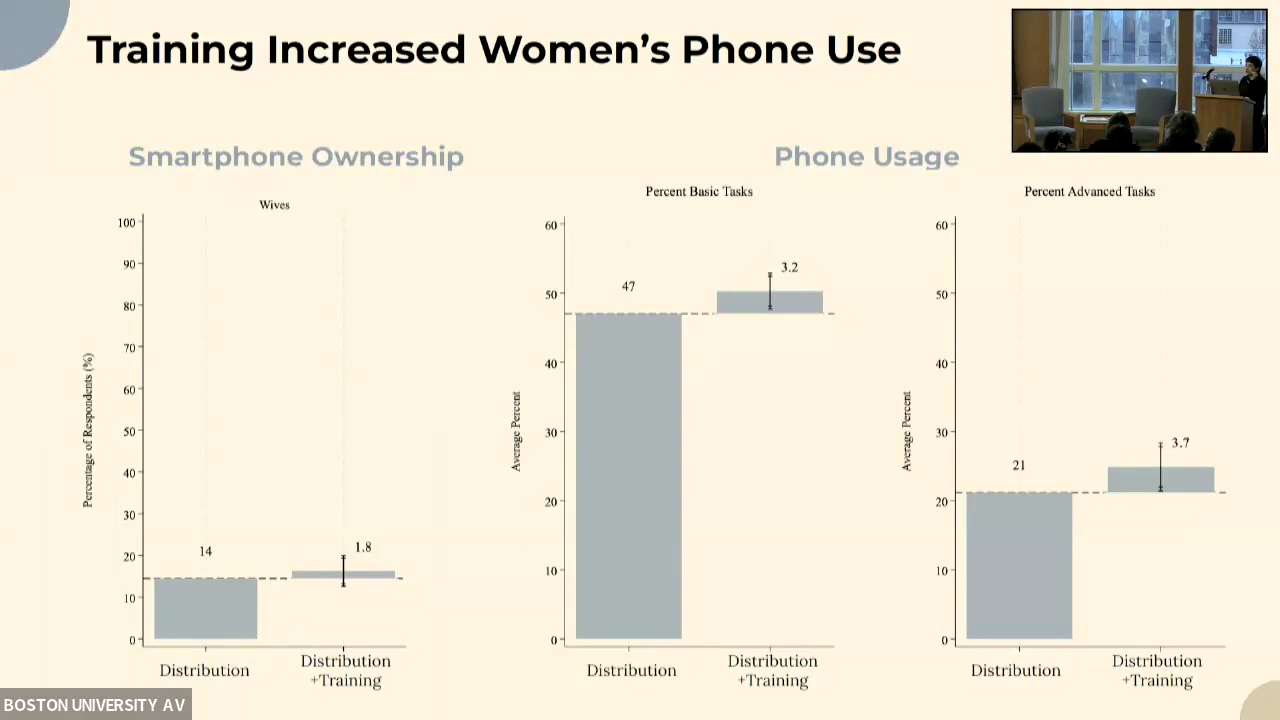 Training Increased Women's Phone Use
Smartphone Ownership
Phone Usage
Wives
Percentage of Respondents (%)
100
90
80
70
60
50
40
30
20
10
0
14
1.8
Distribution
Distribution
+Training
Percent Basic Tasks
Average Percent
60
50
40
30
20
10
0
47
3.2
Distribution
Distribution
+Training
Percent Advanced Tasks
Average Percent
60
50
40
30
20
10
0
21
3.7
Distribution
Distribution
+Training
BOSTON UNIVERSITY AV